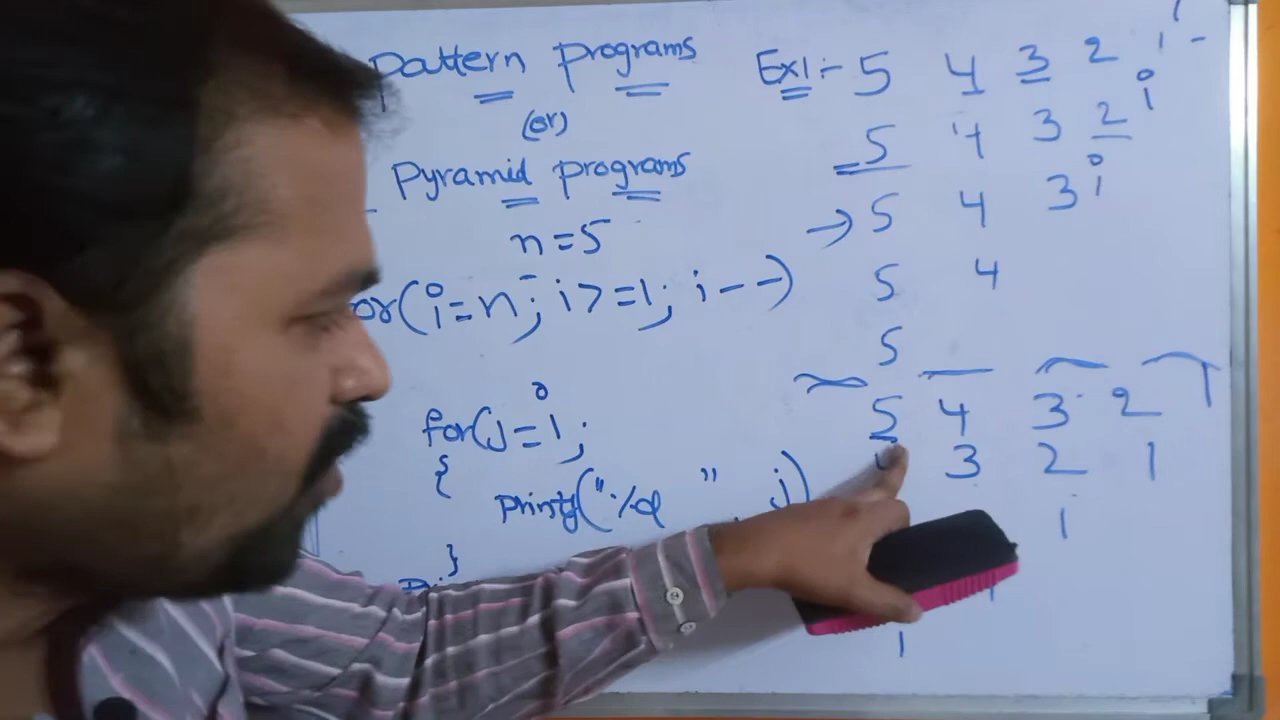 pattern programs
(or)
Pyramid programs
n=5
or(i=n; i>=1; i--)
for(j=1;
{
printf("%d ", j)
}
Ex1:- 5 4 3 2 1
5 4 3 2
5 4 3
5 4
5
5 4 3 2 1
3 2 1
1
1